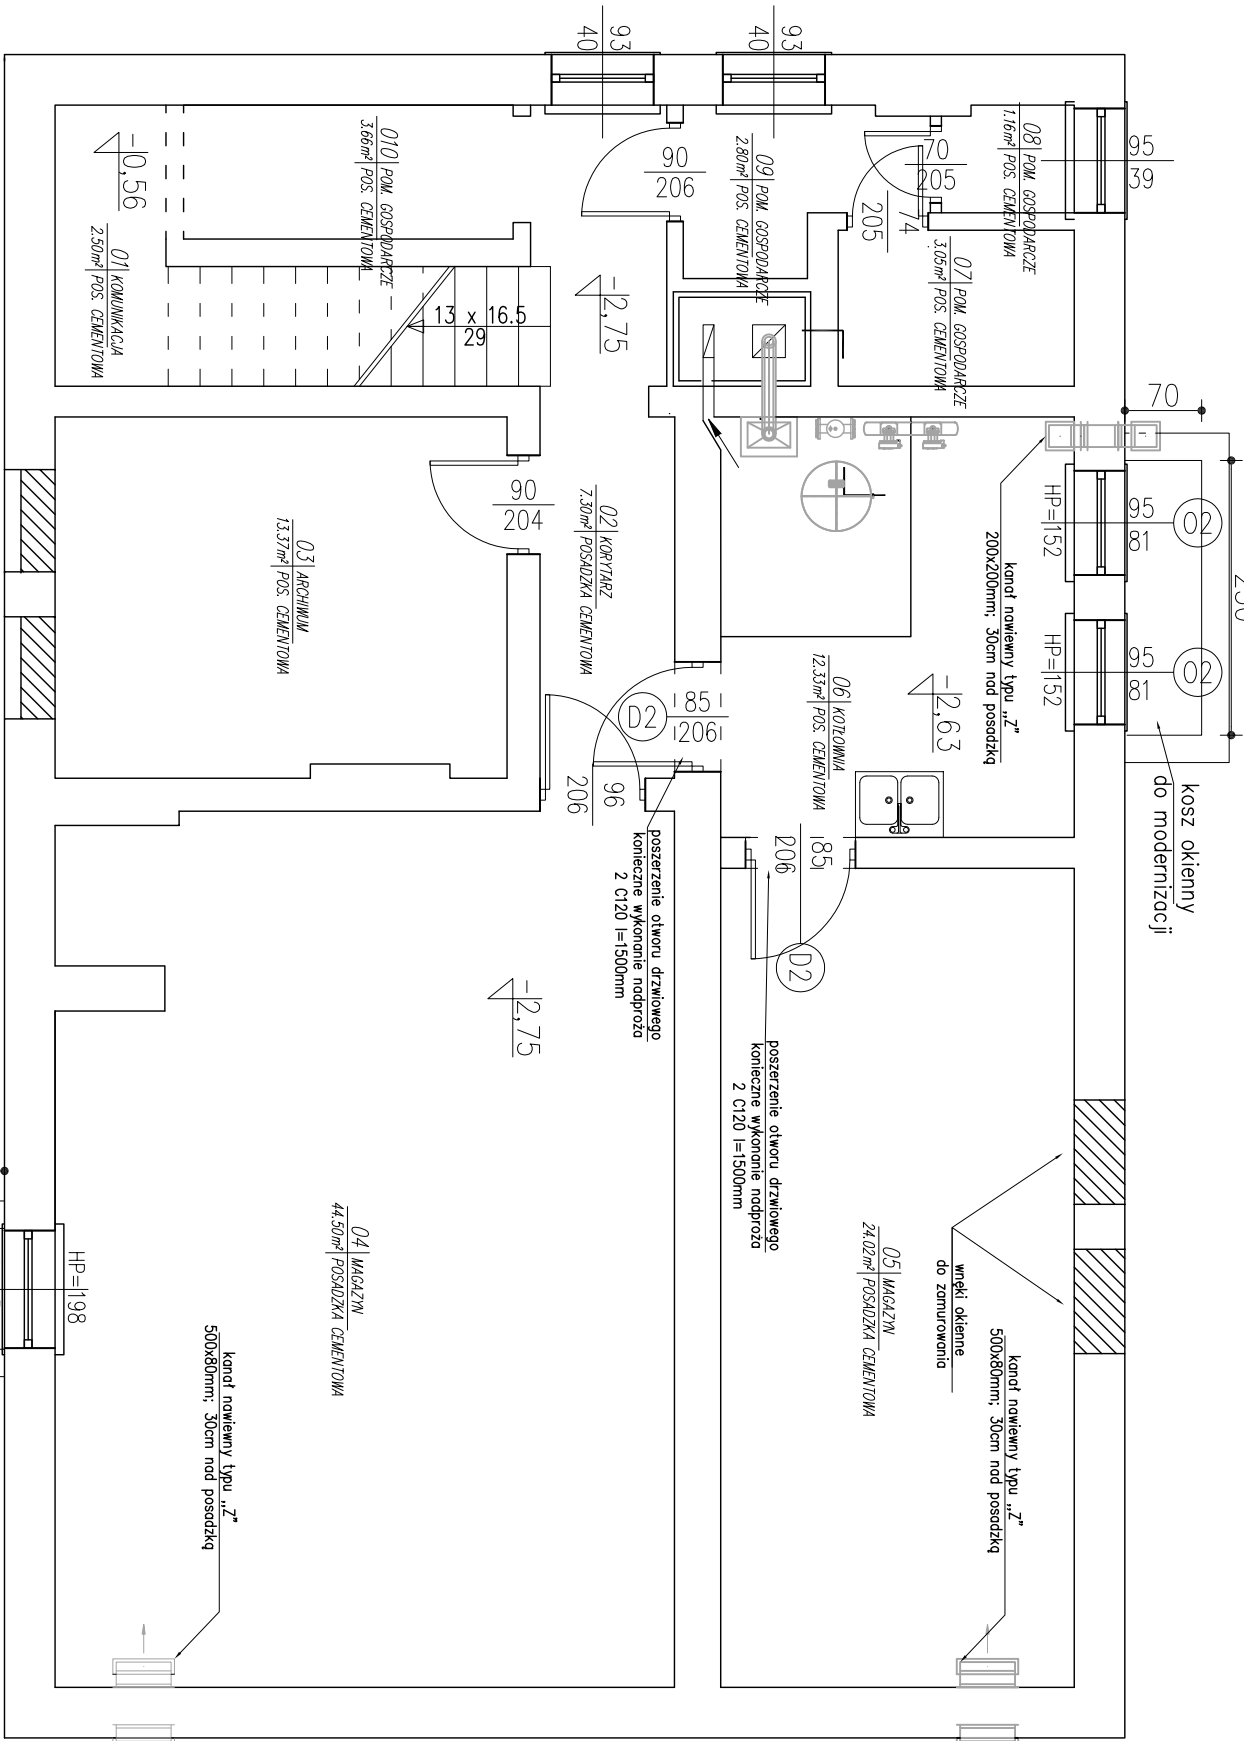 93
40
93
40
95
39
010 POM. GOSPODARCZE
3.66m² POS. CEMENTOWA
-0,56
01 KOMUNIKACJA
2.50m² POS. CEMENTOWA
90
206
09 POM. GOSPODARCZE
2.80m² POS. CEMENTOWA
70
205
74
205
08 POM. GOSPODARCZE
1.16m² POS. CEMENTOWA
07 POM. GOSPODARCZE
3.05m² POS. CEMENTOWA
-2,75
13 x 16.5
29
70
90
204
03 ARCHIWUM
13.37m² POS. CEMENTOWA
02 KORYTARZ
7.30m² POSADZKA CEMENTOWA
kanał nawiewny typu „Z"
200x200mm; 30cm nad posadzką
HP=152
95
81
O2
HP=152
95
81
O2
06 KOTŁOWNIA
12.33m² POS. CEMENTOWA
-2,63
D2
85
206
96
206
kosz okienny
do modernizacji
85
206
D2
poszerzenie otworu drzwiowego
konieczne wykonanie nadproża
2 C120 l=1500mm
poszerzenie otworu drzwiowego
konieczne wykonanie nadproża
2 C120 l=1500mm
-2,75
04 MAGAZYN
44.50m² POSADZKA CEMENTOWA
05 MAGAZYN
24.02m² POSADZKA CEMENTOWA
wnęki okienne
do zamurowania
HP=198
kanał nawiewny typu „Z"
500x80mm; 30cm nad posadzką
kanał nawiewny typu „Z"
500x80mm; 30cm nad posadzką